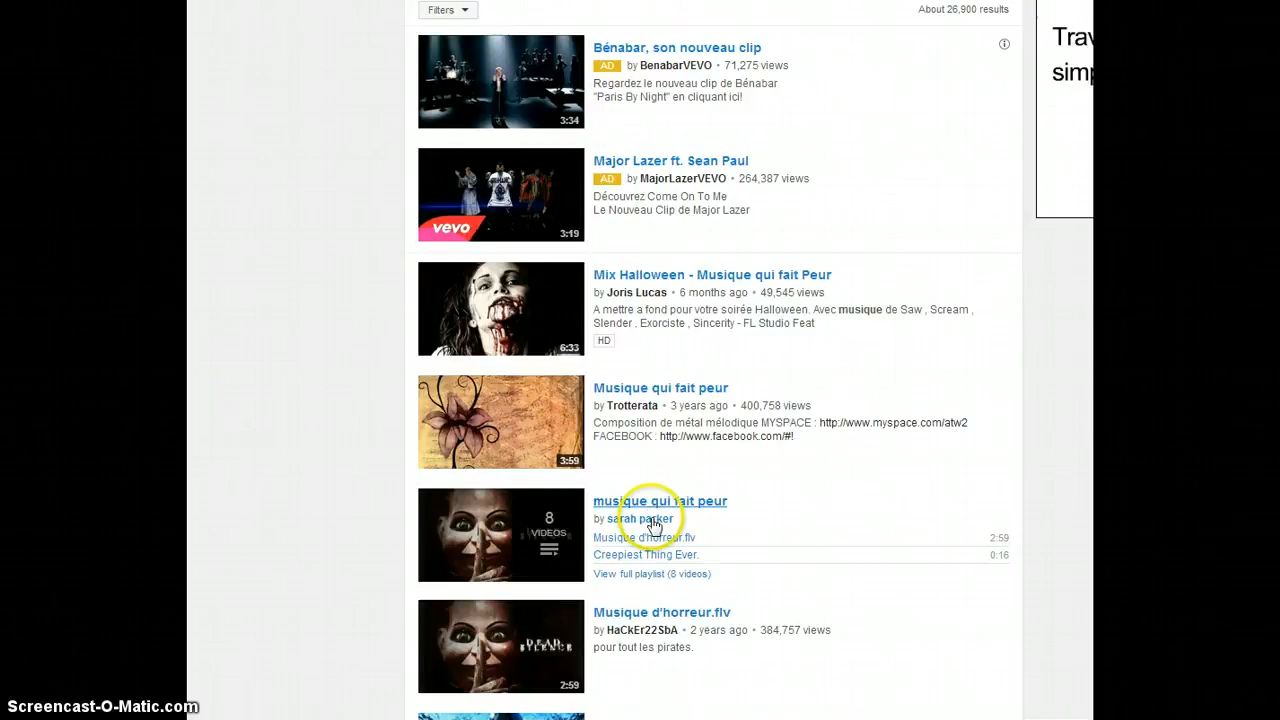 Filters
About 26,900 results
Trav
simp
Bénabar, son nouveau clip
AD by BenabarVEVO • 71,275 views
Regardez le nouveau clip de Bénabar
"Paris By Night" en cliquant ici!
3:34
Major Lazer ft. Sean Paul
AD by MajorLazerVEVO • 264,387 views
Découvrez Come On To Me
Le Nouveau Clip de Major Lazer
vevo
3:19
Mix Halloween - Musique qui fait Peur
by Joris Lucas • 6 months ago • 49,545 views
A mettre a fond pour votre soirée Halloween. Avec musique de Saw , Scream ,
Slender , Exorciste , Sincerity - FL Studio Feat
HD
6:33
Musique qui fait peur
by Trotterata • 3 years ago • 400,758 views
Composition de métal mélodique MYSPACE : http://www.myspace.com/atw2
FACEBOOK : http://www.facebook.com/#!
3:59
musique qui fait peur
by sarah parker
8
VIDEOS
Musique d'horreur.flv 2:59
Creepiest Thing Ever. 0:16
View full playlist (8 videos)
Musique d'horreur.flv
by HaCkEr22SbA • 2 years ago • 384,757 views
pour tout les pirates.
DEAD
SILENCE
2:59
Screencast-O-Matic.com